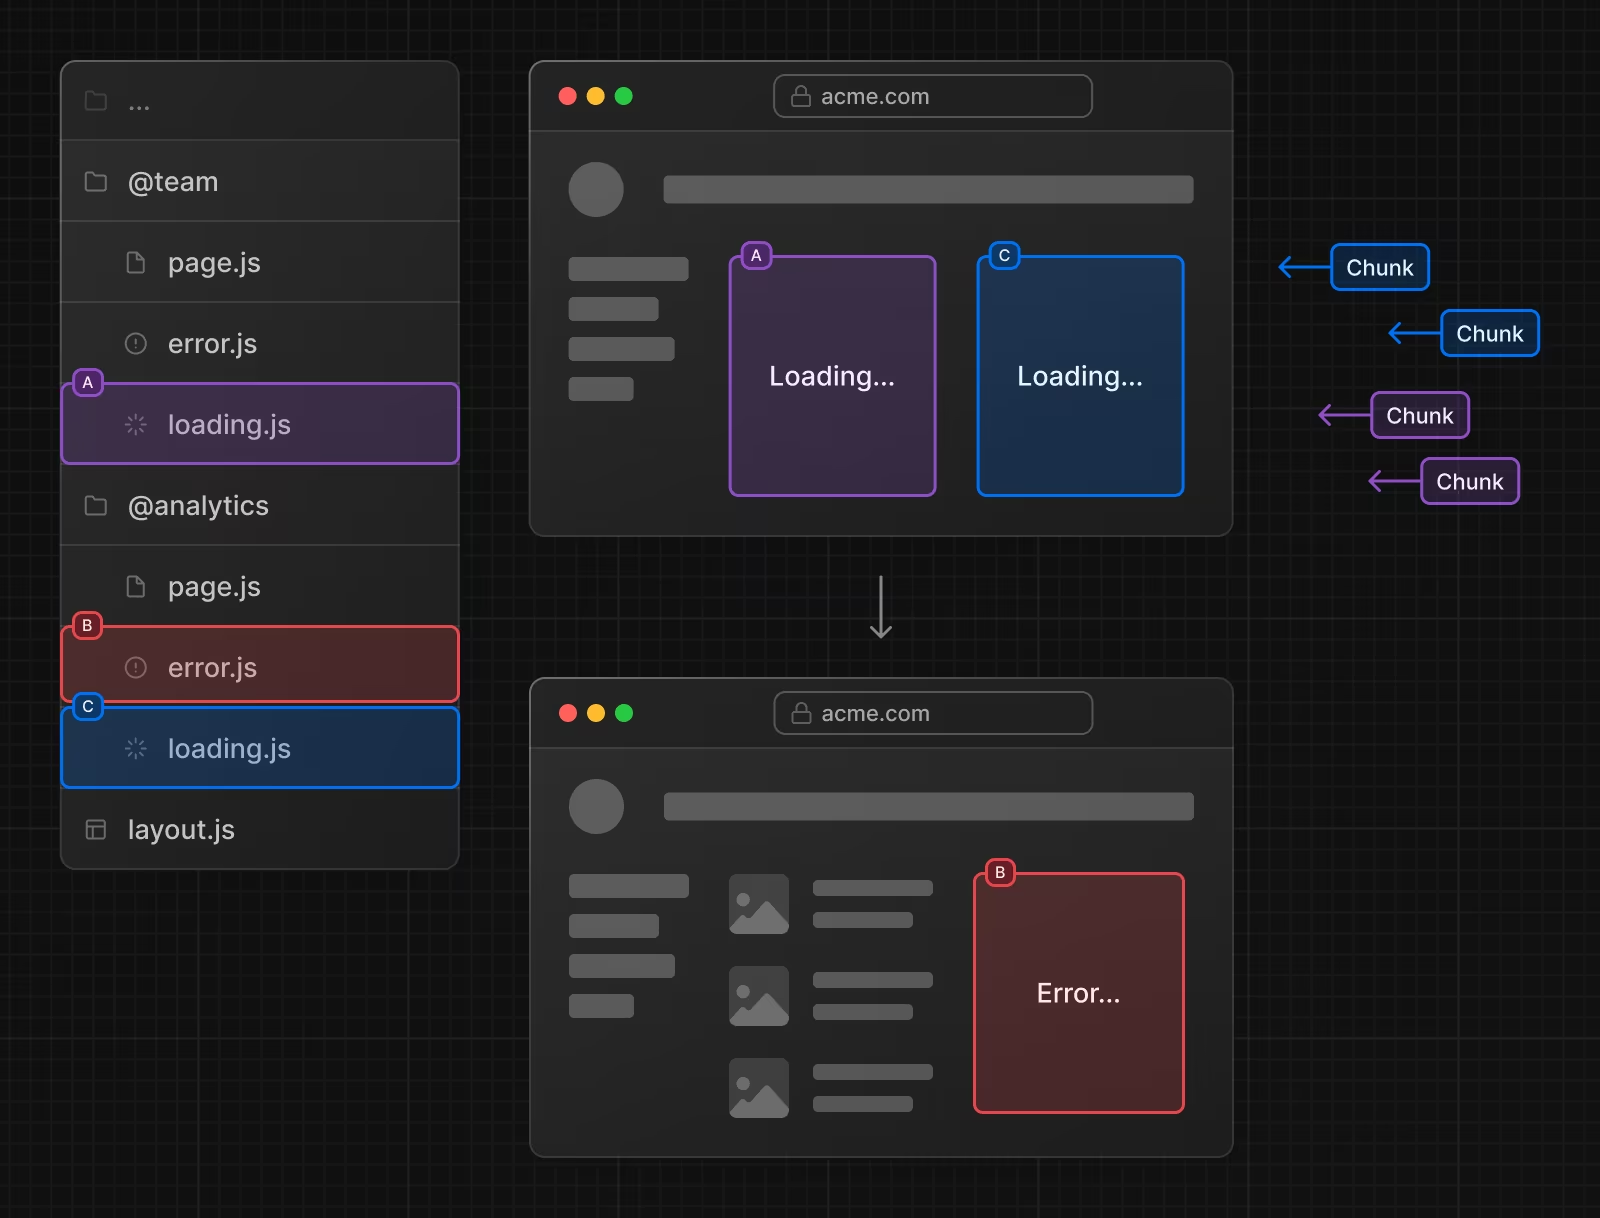 ...
@team
page.js
error.js
A
loading.js
@analytics
page.js
B
error.js
C
loading.js
layout.js
acme.com
A
Loading...
C
Loading...
Chunk
Chunk
Chunk
Chunk
acme.com
B
Error...